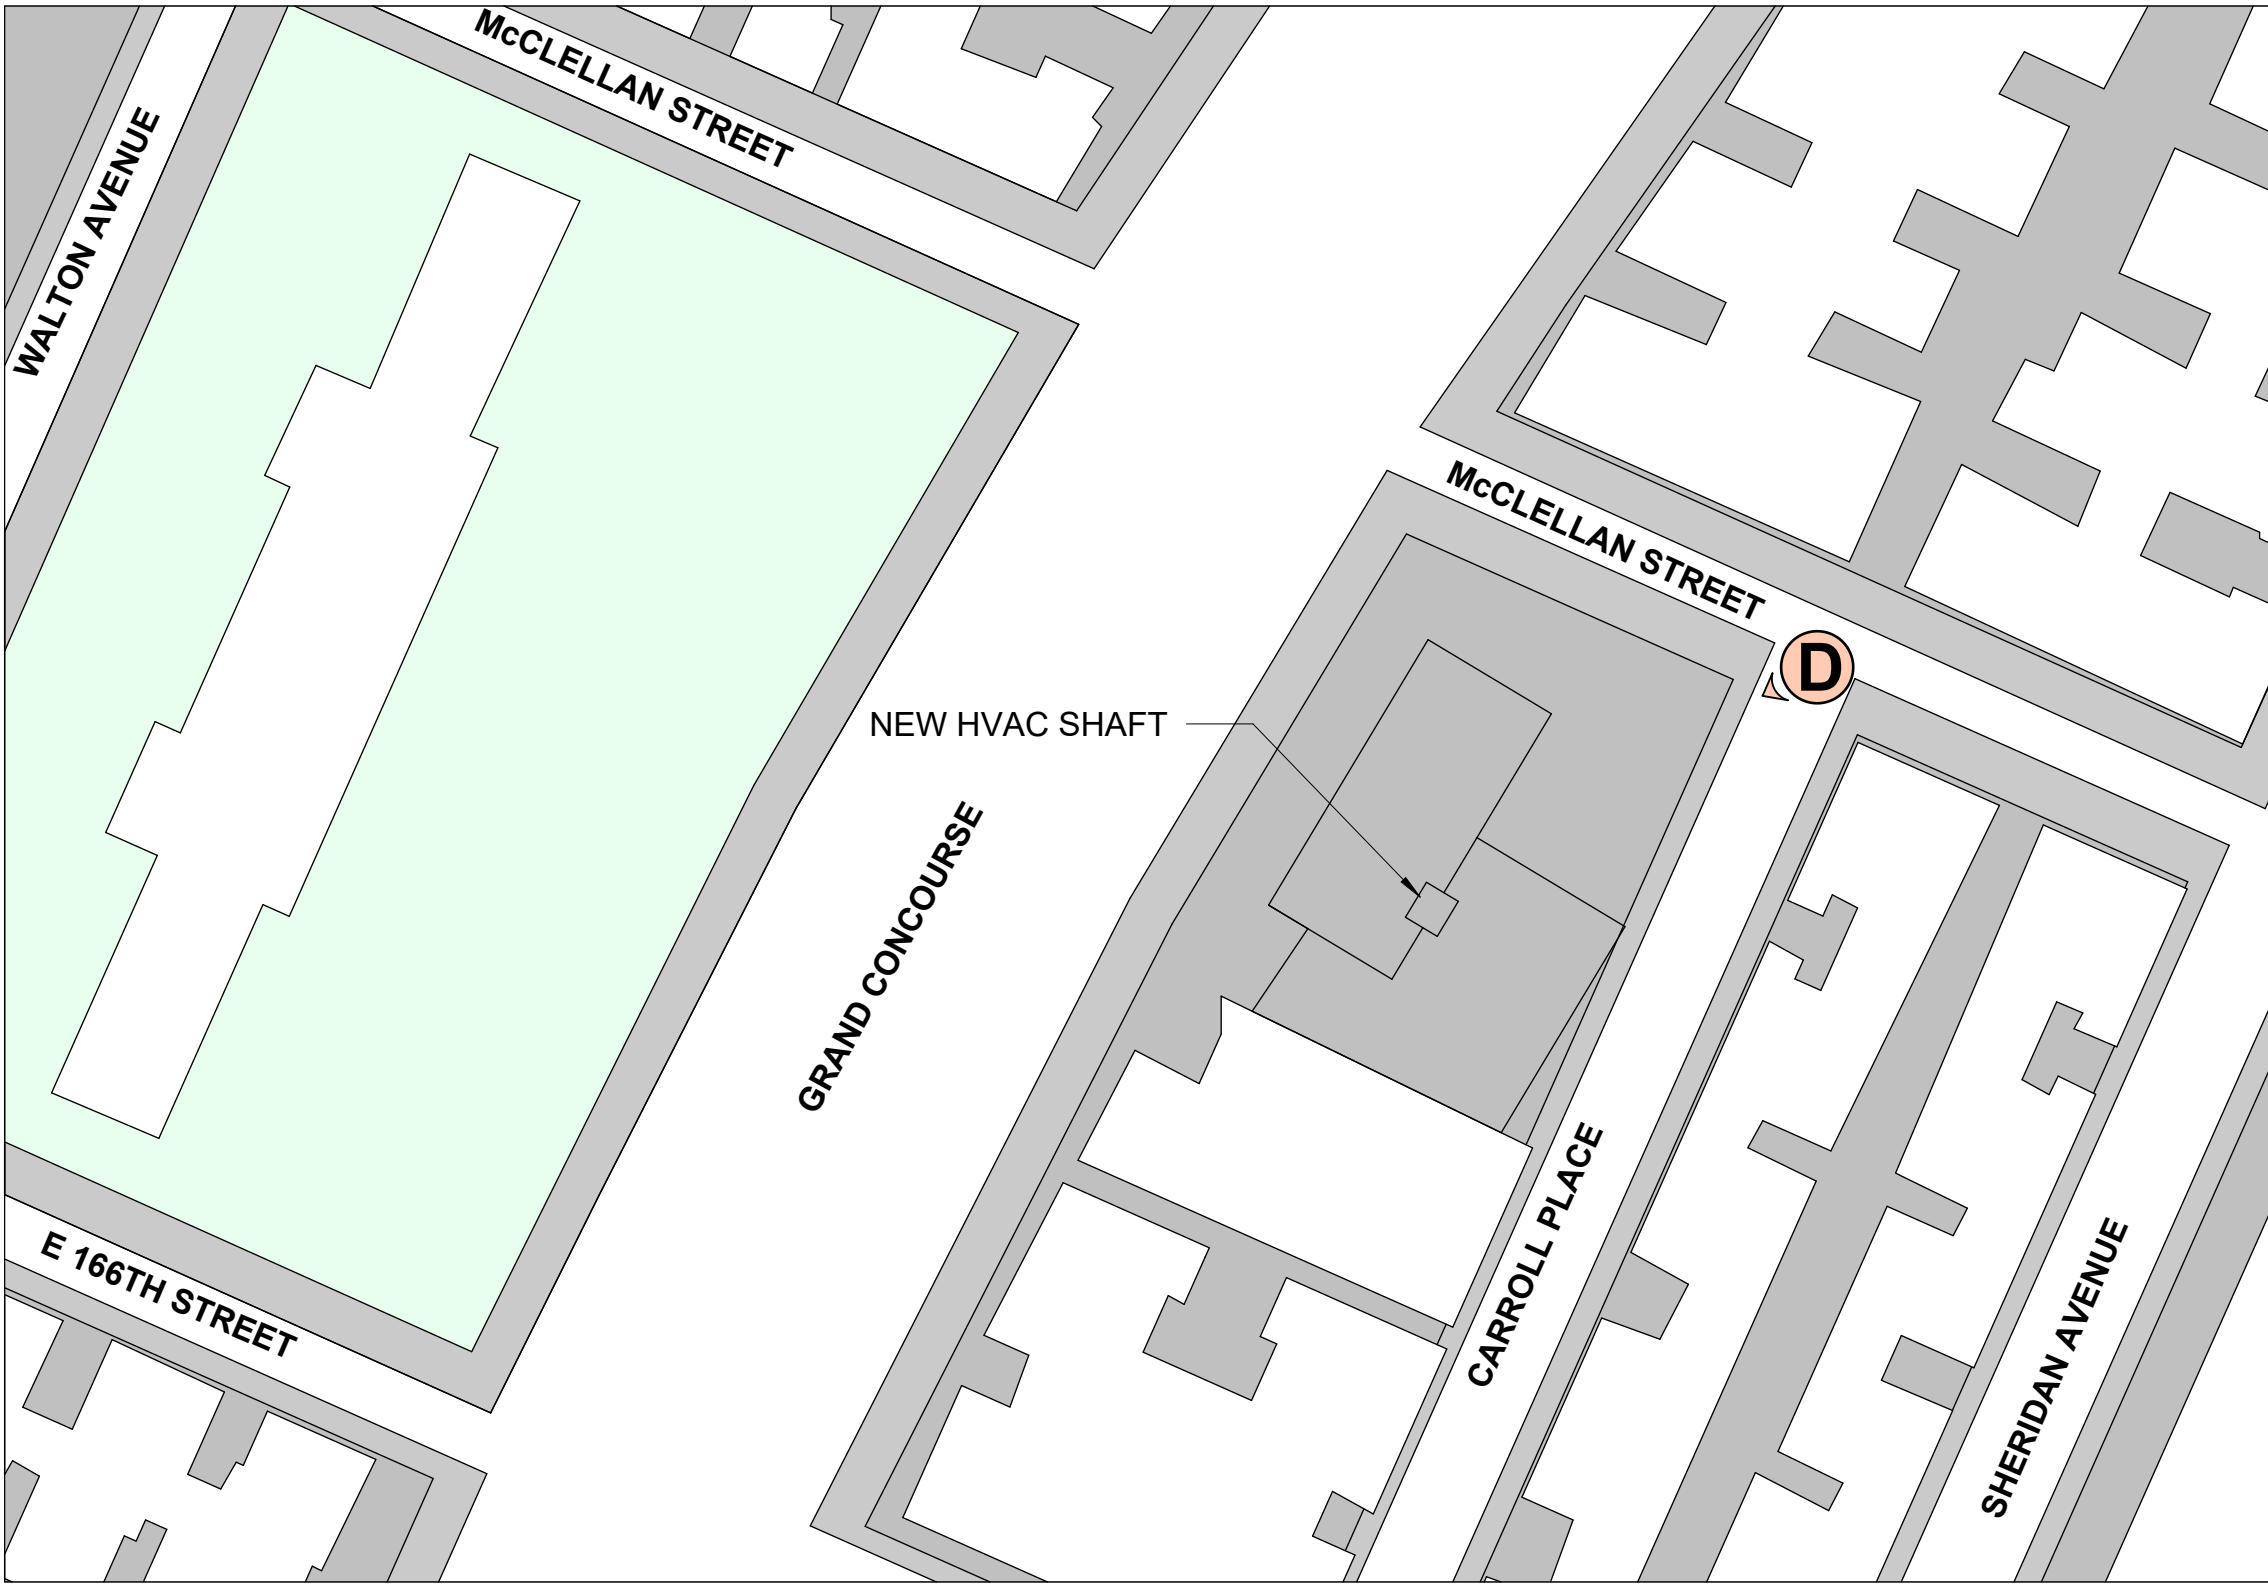 McCLELLAN STREET
WALTON AVENUE
McCLELLAN STREET
D
NEW HVAC SHAFT
GRAND CONCOURSE
CARROLL PLACE
E 166TH STREET
SHERIDAN AVENUE